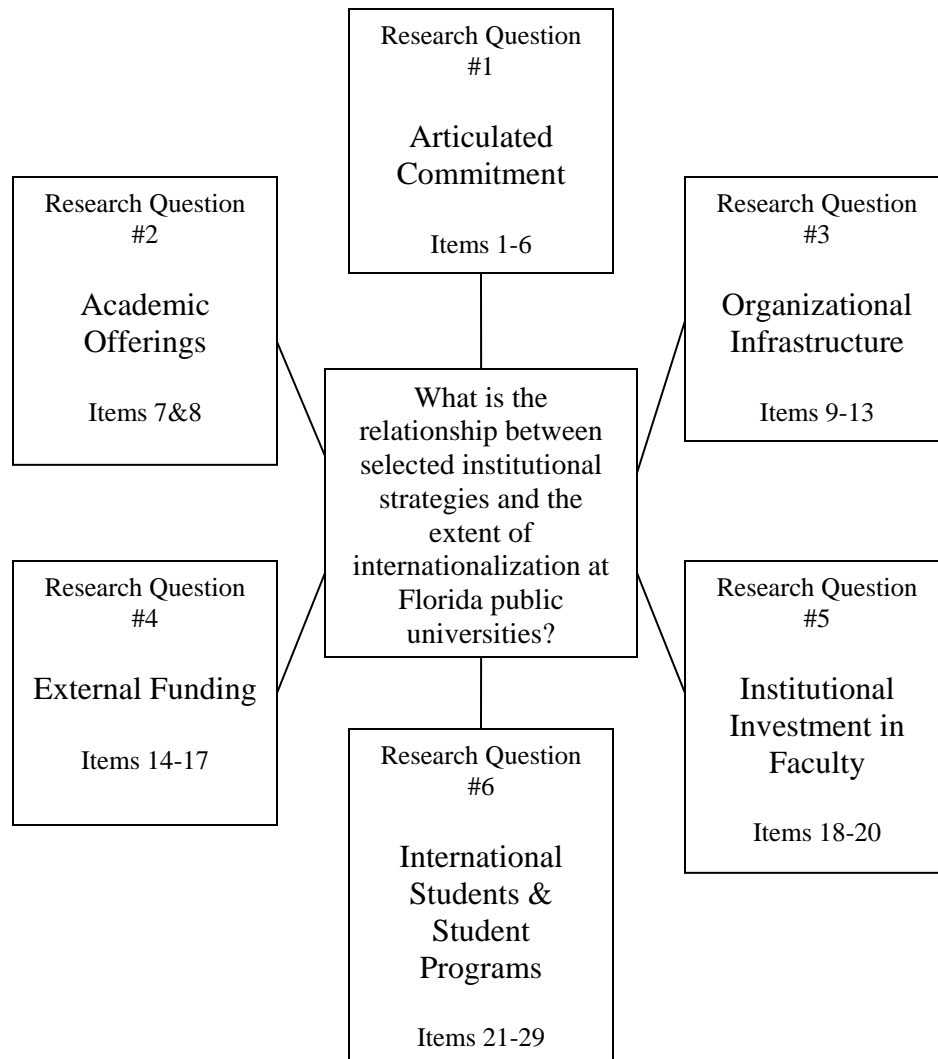 Research Question
#1
Articulated
Commitment
Items 1-6
Research Question
#2
Academic
Offerings
Items 7&8
Research Question
#3
Organizational
Infrastructure
Items 9-13
What is the
relationship between
selected institutional
strategies and the
extent of
internationalization at
Florida public
universities?
Research Question
#4
External Funding
Items 14-17
Research Question
#5
Institutional
Investment in
Faculty
Items 18-20
Research Question
#6
International
Students &
Student
Programs
Items 21-29